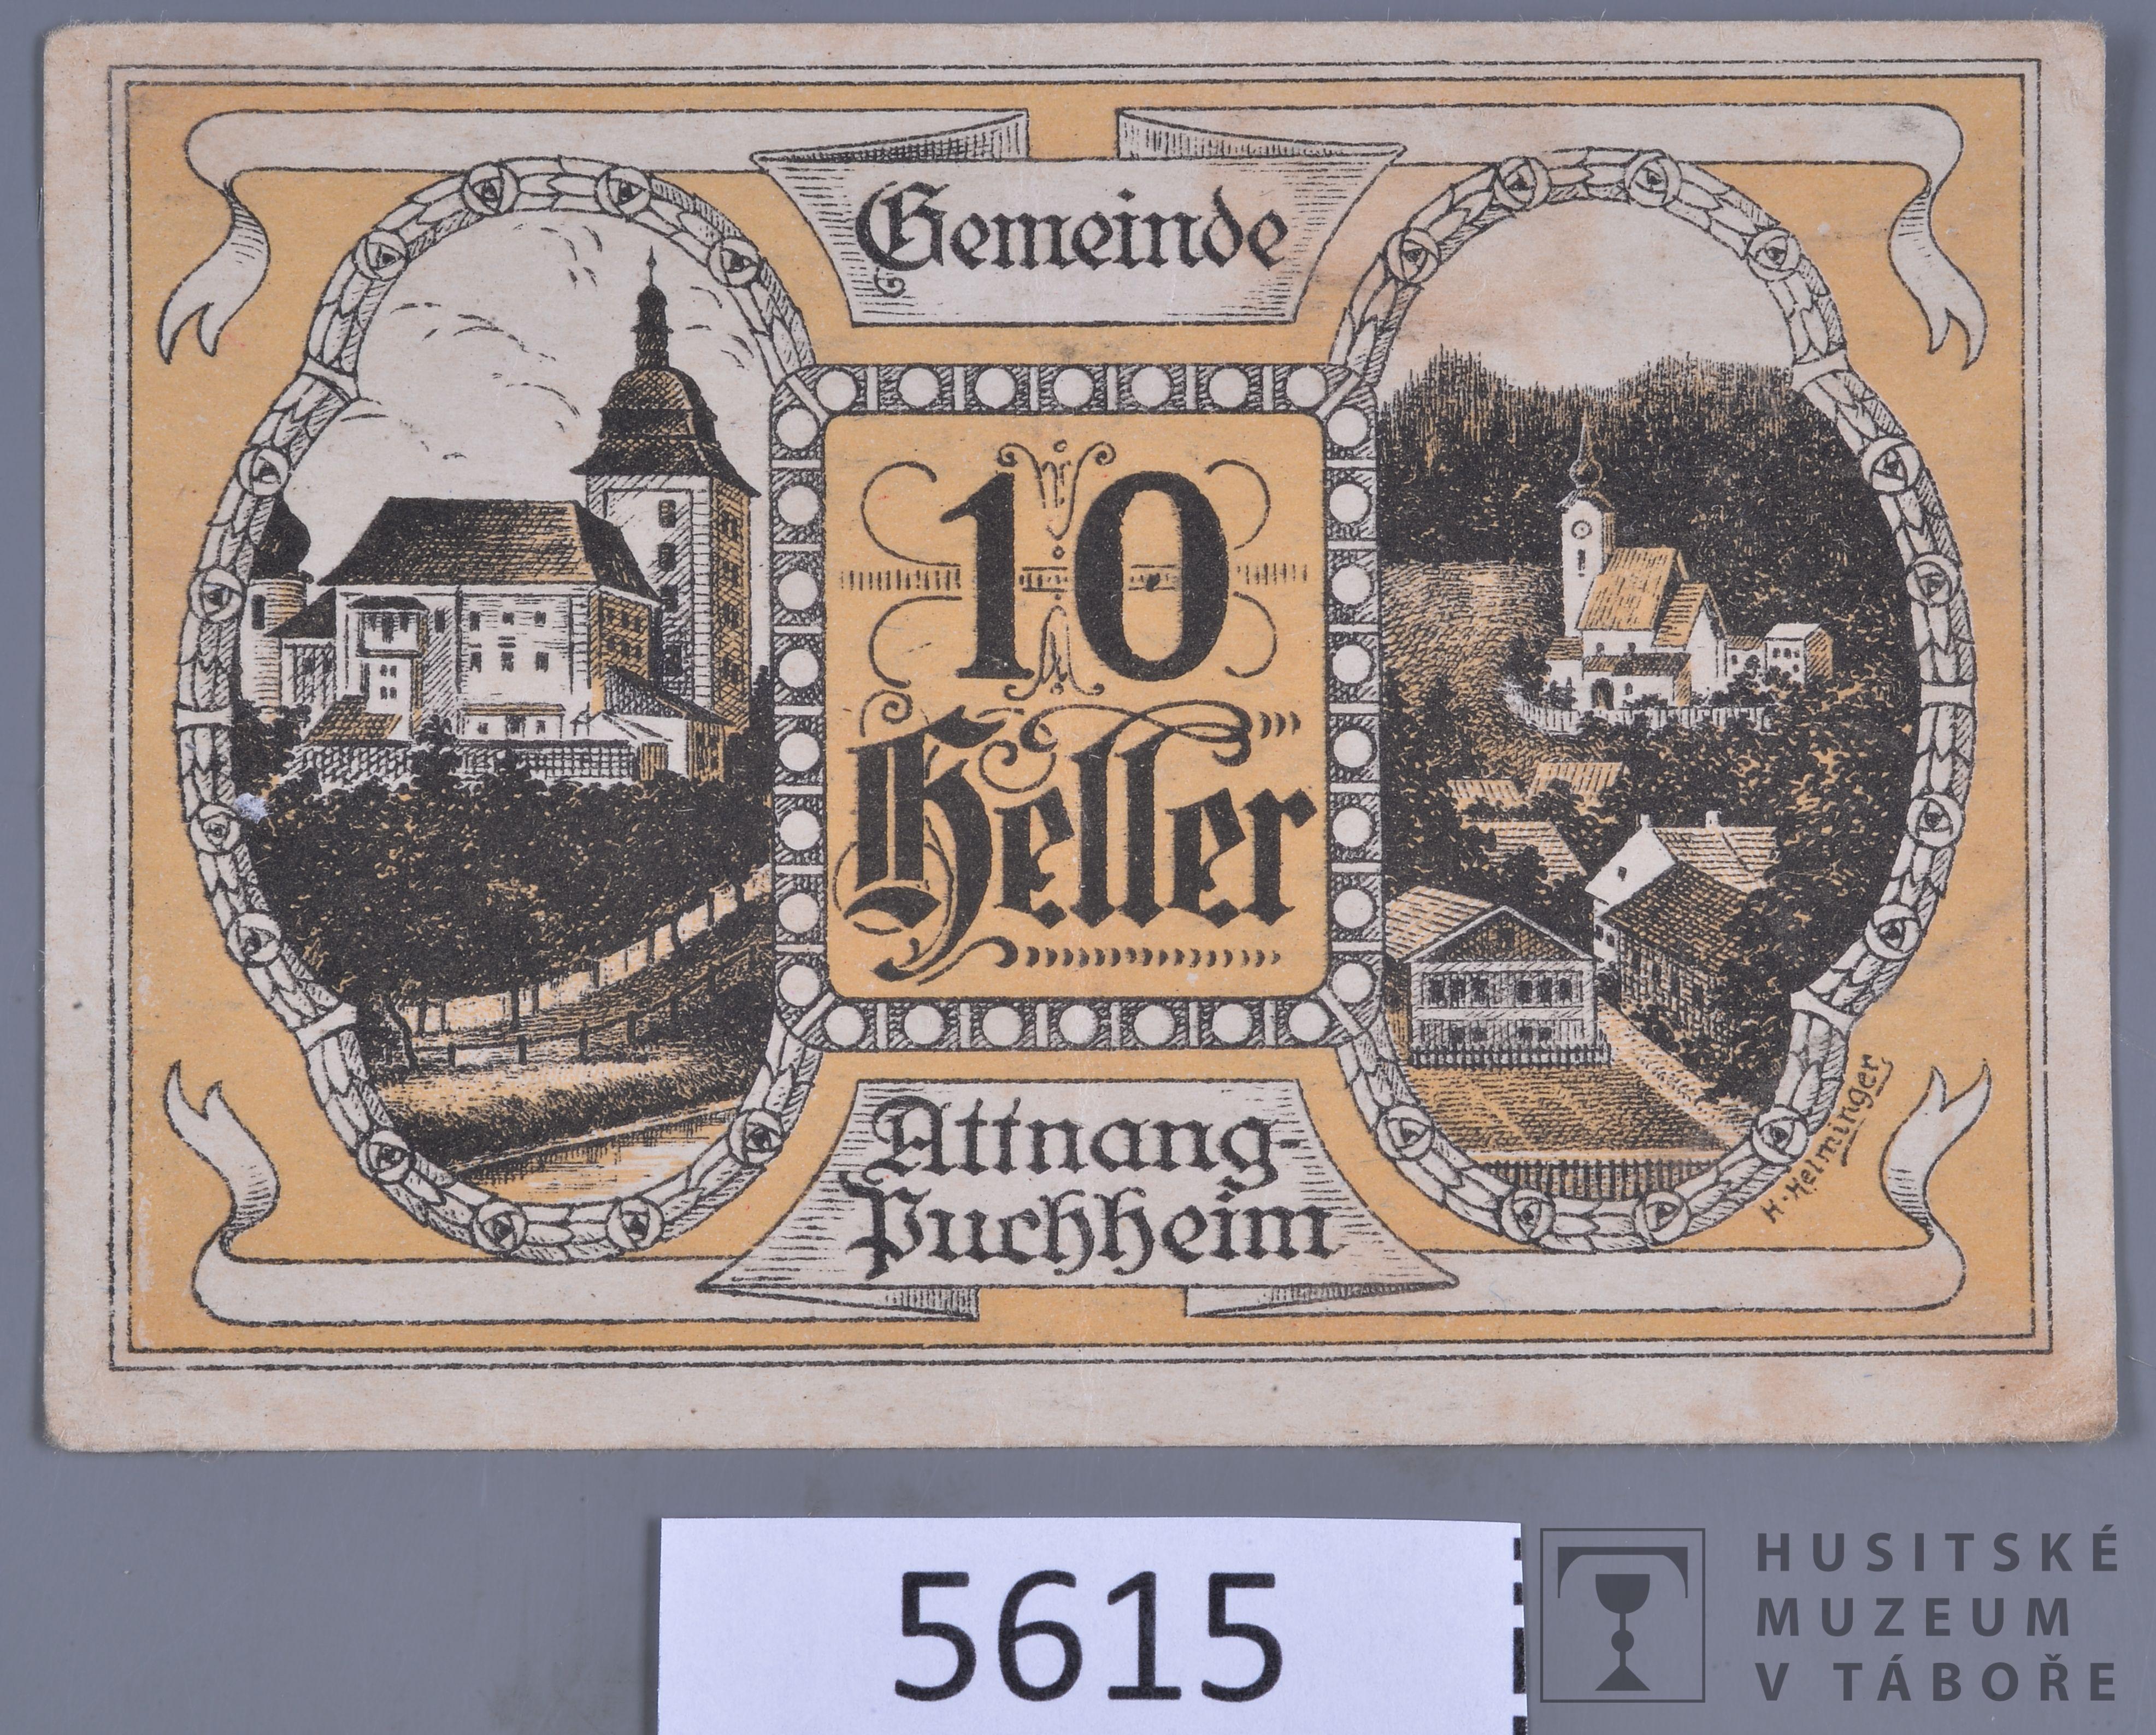 Gemeinde
10
Heller
Attnang-
Puchheim
H. Helminger
5615
HUSITSKÉ
MUZEUM
V TÁBOŘE